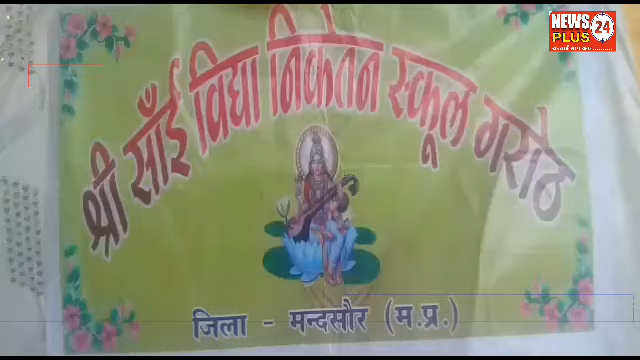 NEWS 24
PLUS
श्री साँई विद्या निकेतन स्कूल गरोठ
जिला - मन्दसौर (म.प्र.)